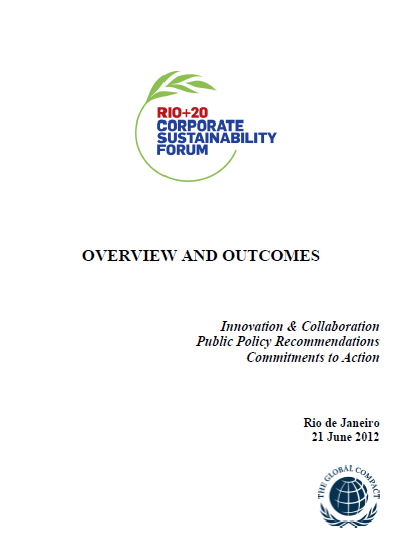 RIO+20
CORPORATE
SUSTAINABILITY
FORUM
OVERVIEW AND OUTCOMES
Innovation & Collaboration
Public Policy Recommendations
Commitments to Action
Rio de Janeiro
21 June 2012
THE GLOBAL COMPACT